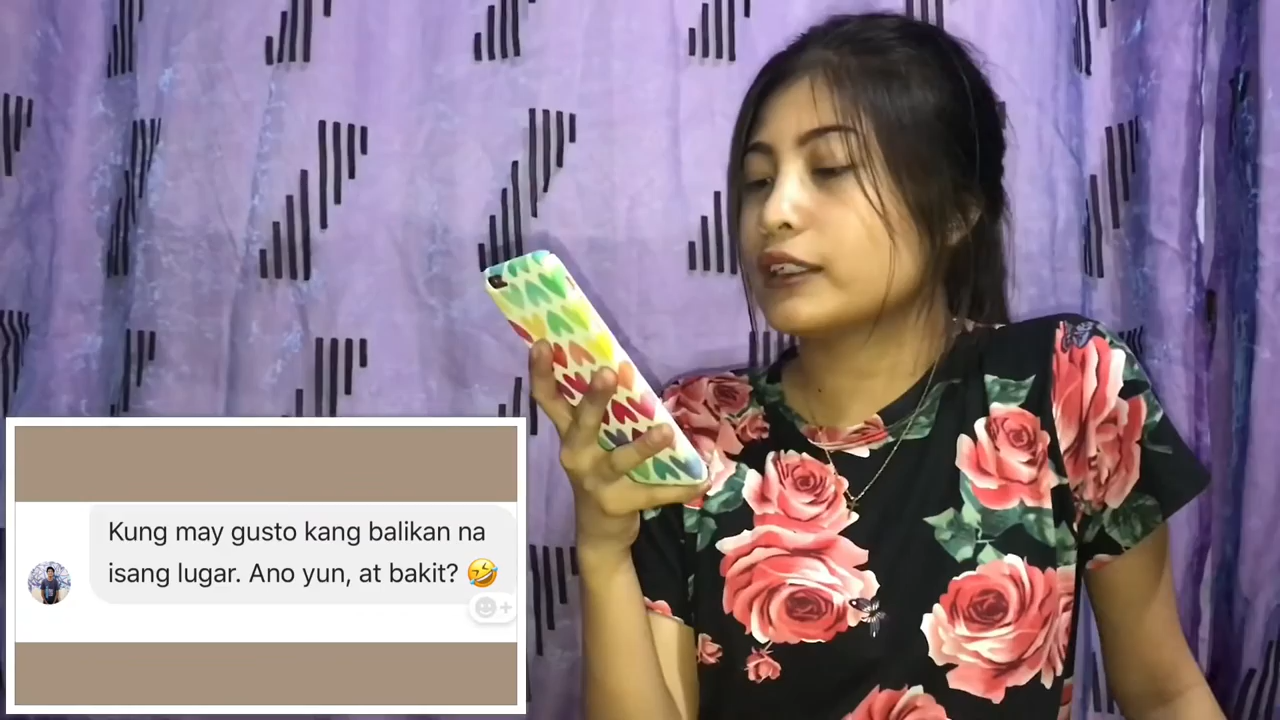 Kung may gusto kang balikan na
isang lugar. Ano yun, at bakit? 🤣